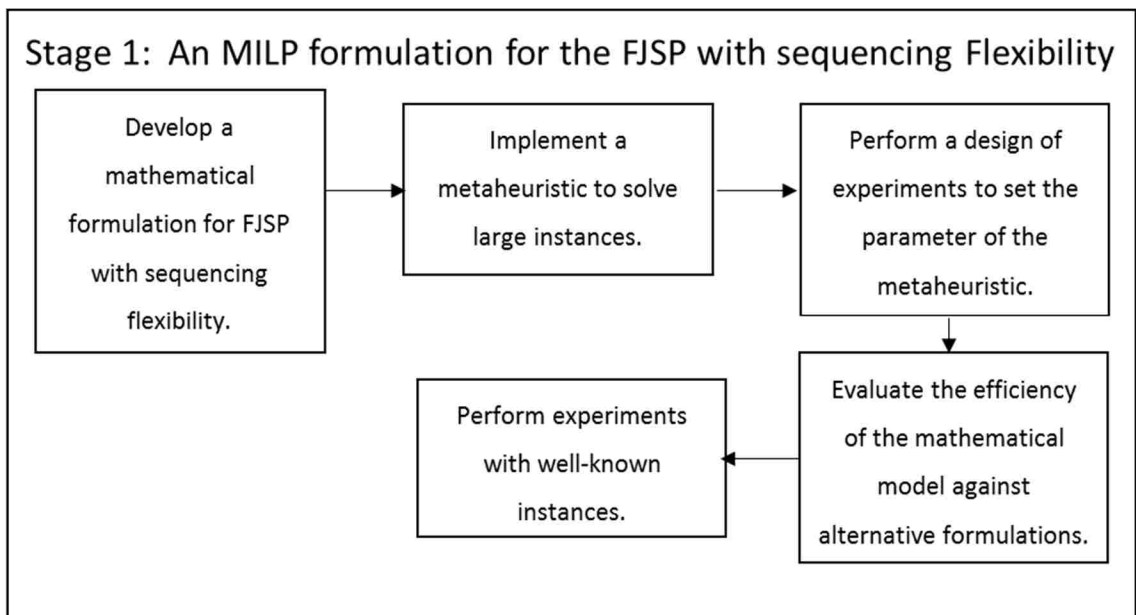 Stage 1: An MILP formulation for the FJSP with sequencing Flexibility
Develop a
mathematical
formulation for FJSP
with sequencing
flexibility.
Implement a
metaheuristic to solve
large instances.
Perform a design of
experiments to set the
parameter of the
metaheuristic.
Evaluate the efficiency
of the mathematical
model against
alternative formulations.
Perform experiments
with well-known
instances.